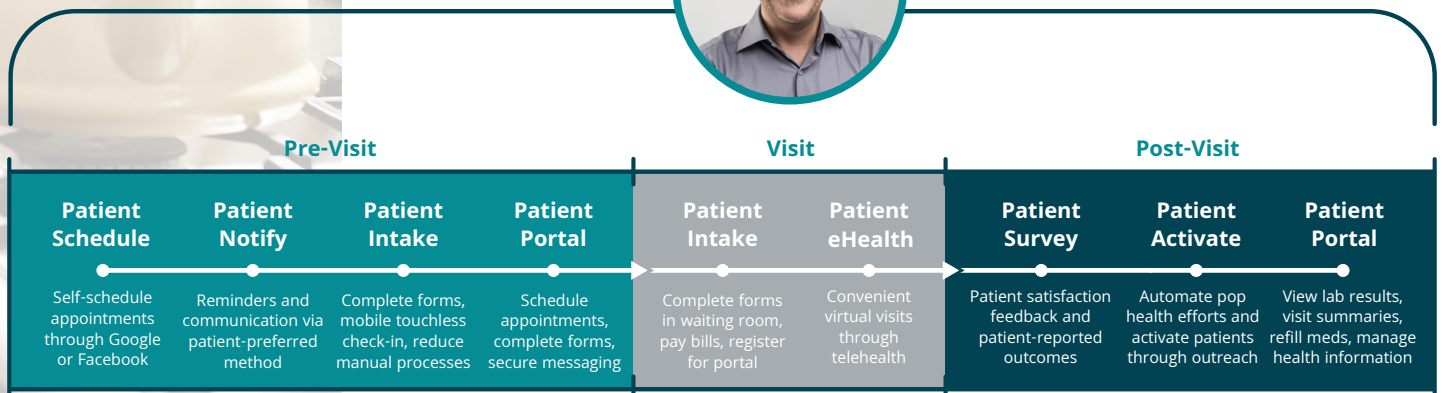 Pre-Visit
Patient
Schedule
Self-schedule
appointments
through Google
or Facebook
Patient
Notify
Reminders and
communication via
patient-preferred
method
Patient
Intake
Complete forms,
mobile touchless
check-in, reduce
manual processes
Patient
Portal
Schedule
appointments,
complete forms,
secure messaging
Visit
Patient
Intake
Complete forms
in waiting room,
pay bills, register
for portal
Patient
eHealth
Convenient
virtual visits
through
telehealth
Post-Visit
Patient
Survey
Patient satisfaction
feedback and
patient-reported
outcomes
Patient
Activate
Automate pop
health efforts and
activate patients
through outreach
Patient
Portal
View lab results,
visit summaries,
refill meds, manage
health information